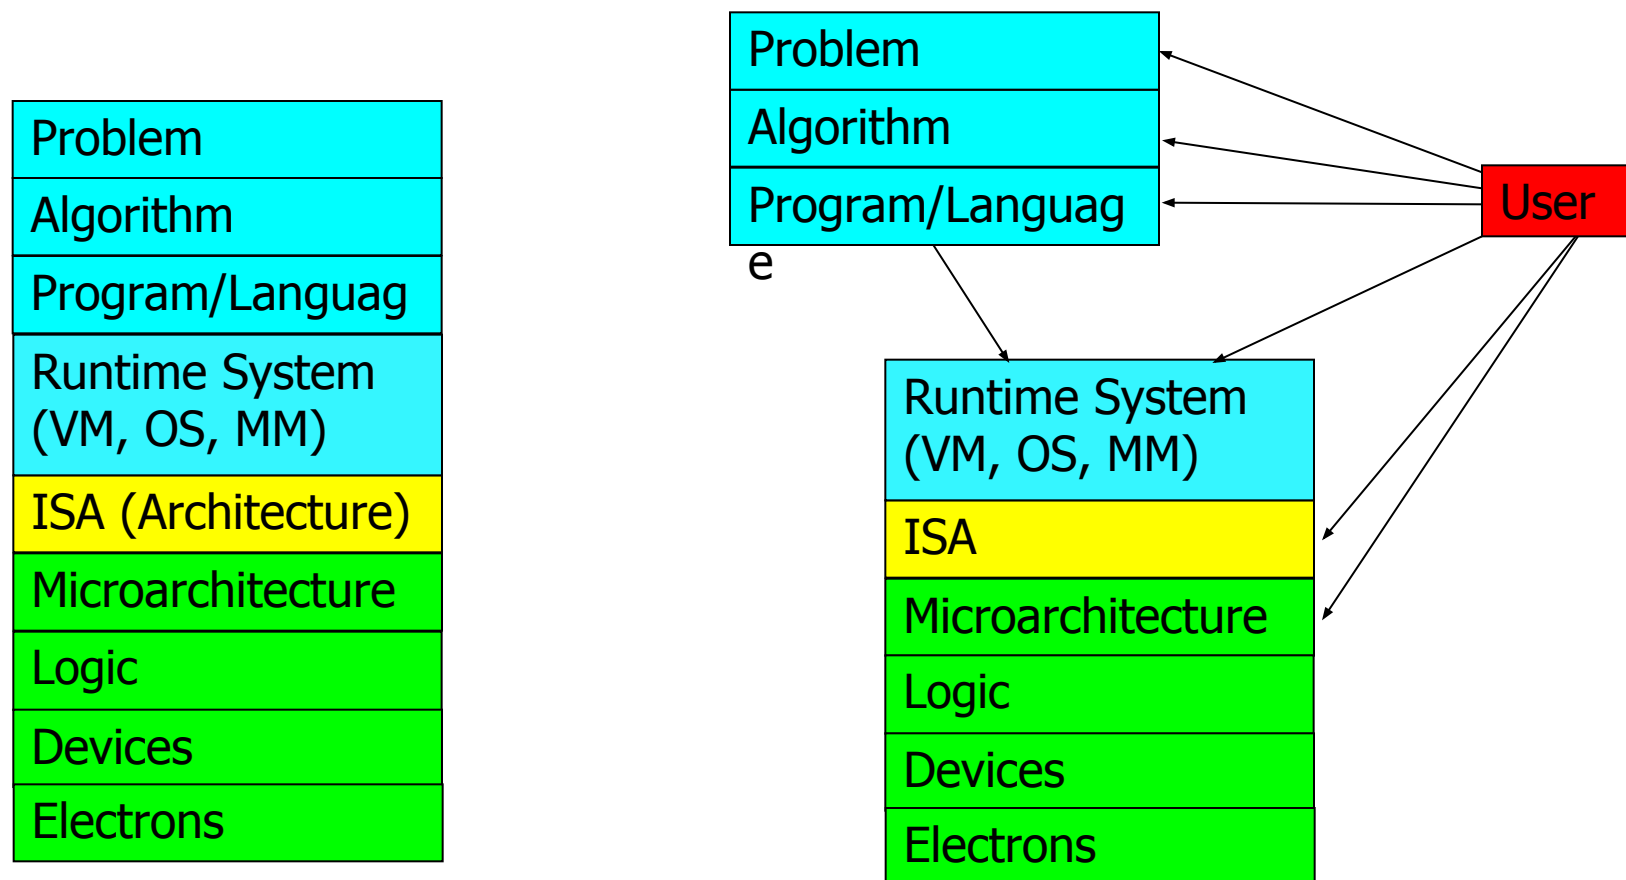 Problem
Algorithm
Program/Languag
Runtime System
(VM, OS, MM)
ISA (Architecture)
Microarchitecture
Logic
Devices
Electrons
Problem
Algorithm
Program/Languag
e
User
Runtime System
(VM, OS, MM)
ISA
Microarchitecture
Logic
Devices
Electrons